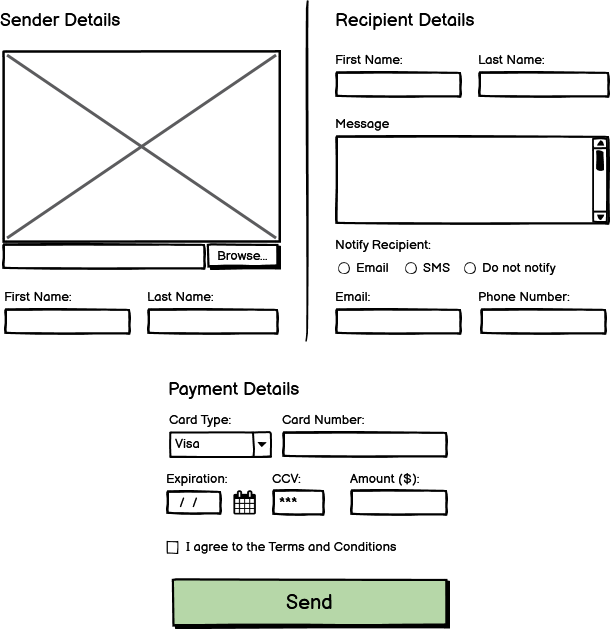 Sender Details
Browse...
First Name: Last Name:
Recipient Details
First Name: Last Name:
Message
Notify Recipient:
Email SMS Do not notify
Email: Phone Number:
Payment Details
Card Type: Card Number:
Visa
Expiration: CCV: Amount ($):
/ / ***
I agree to the Terms and Conditions
Send